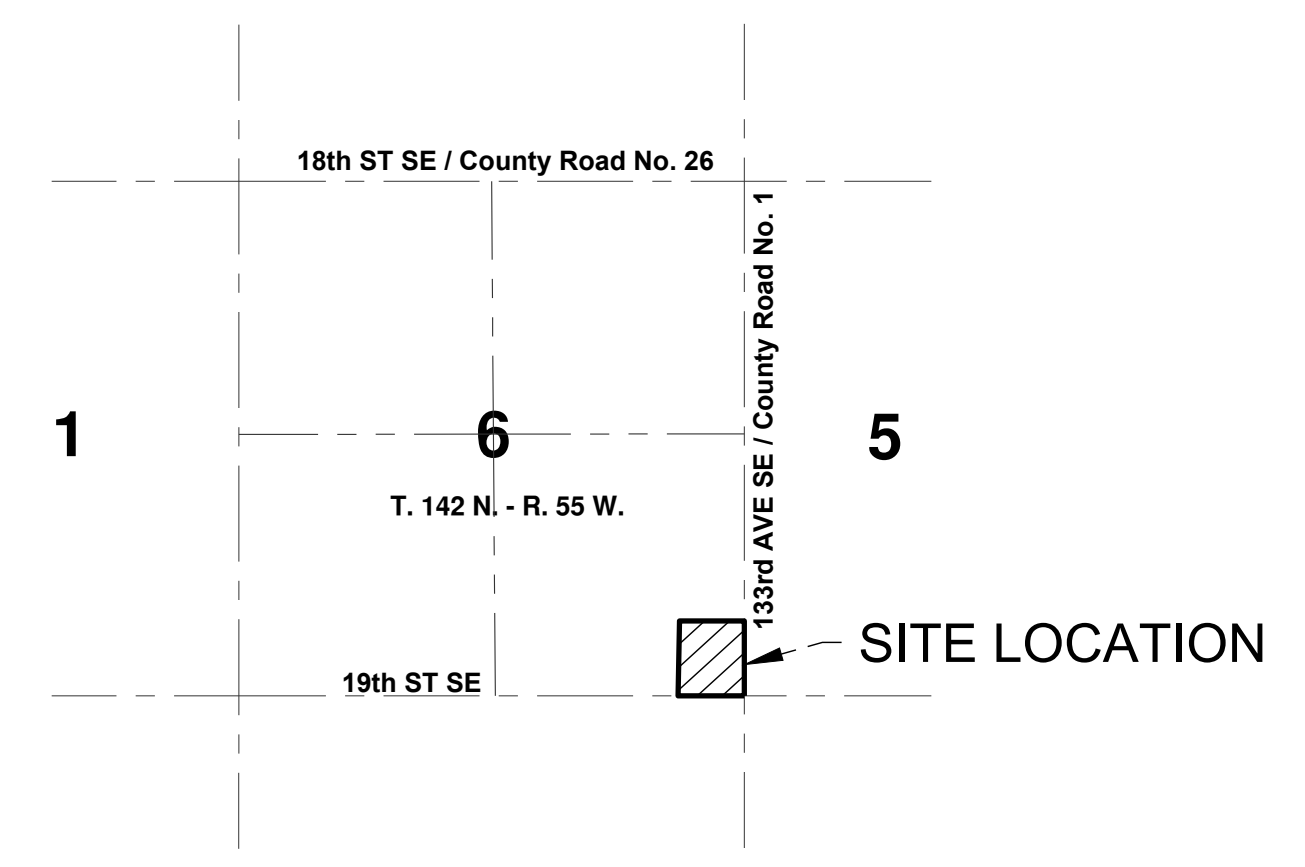 18th ST SE / County Road No. 26
133rd AVE SE / County Road No. 1
1
6
5
T. 142 N. - R. 55 W.
SITE LOCATION
19th ST SE